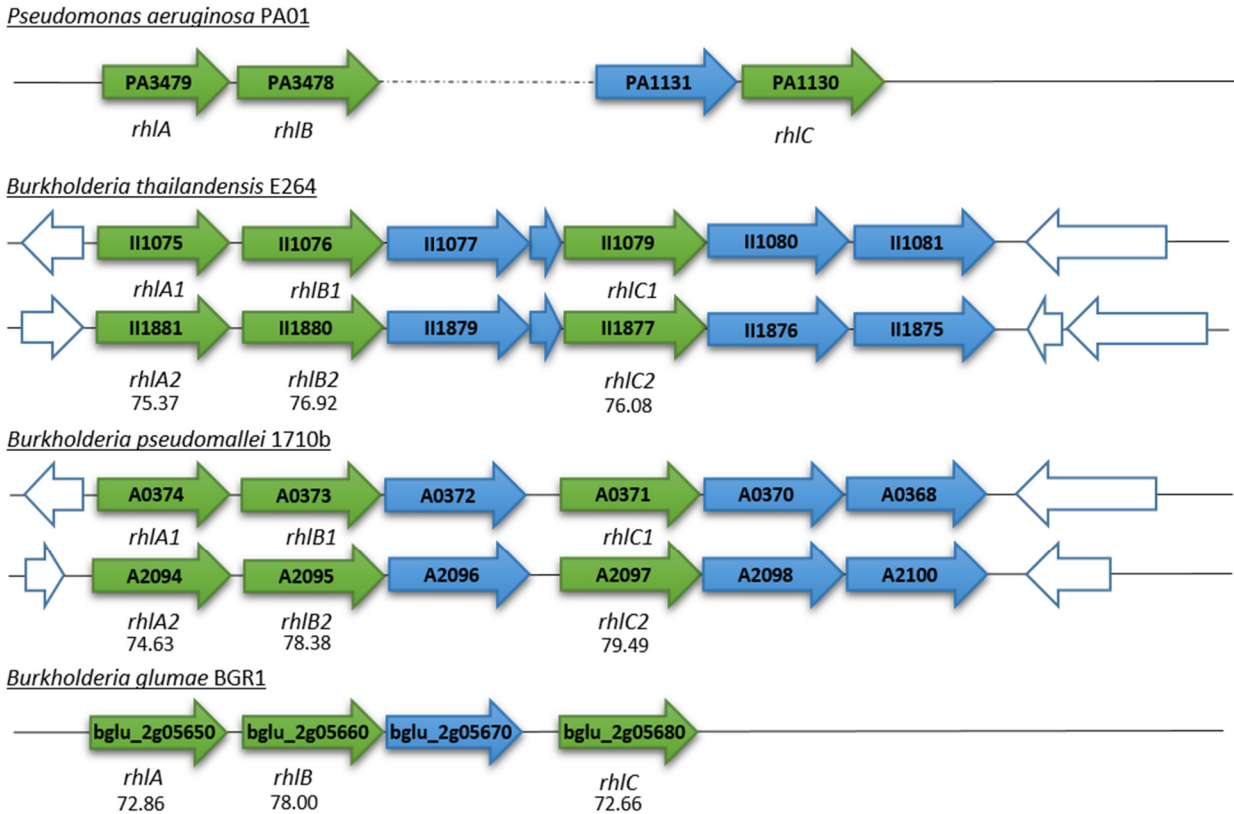 Pseudomonas aeruginosa PA01
PA3479 PA3478 PA1131 PA1130
rhlA rhlB rhlC
Burkholderia thailandensis E264
II1075 II1076 II1077 II1079 II1080 II1081
rhlA1 rhlB1 rhlC1
II1881 II1880 II1879 II1877 II1876 II1875
rhlA2 rhlB2 rhlC2
75.37 76.92 76.08
Burkholderia pseudomallei 1710b
A0374 A0373 A0372 A0371 A0370 A0368
rhlA1 rhlB1 rhlC1
A2094 A2095 A2096 A2097 A2098 A2100
rhlA2 rhlB2 rhlC2
74.63 78.38 79.49
Burkholderia glumae BGR1
bglu_2g05650 bglu_2g05660 bglu_2g05670 bglu_2g05680
rhlA rhlB rhlC
72.86 78.00 72.66